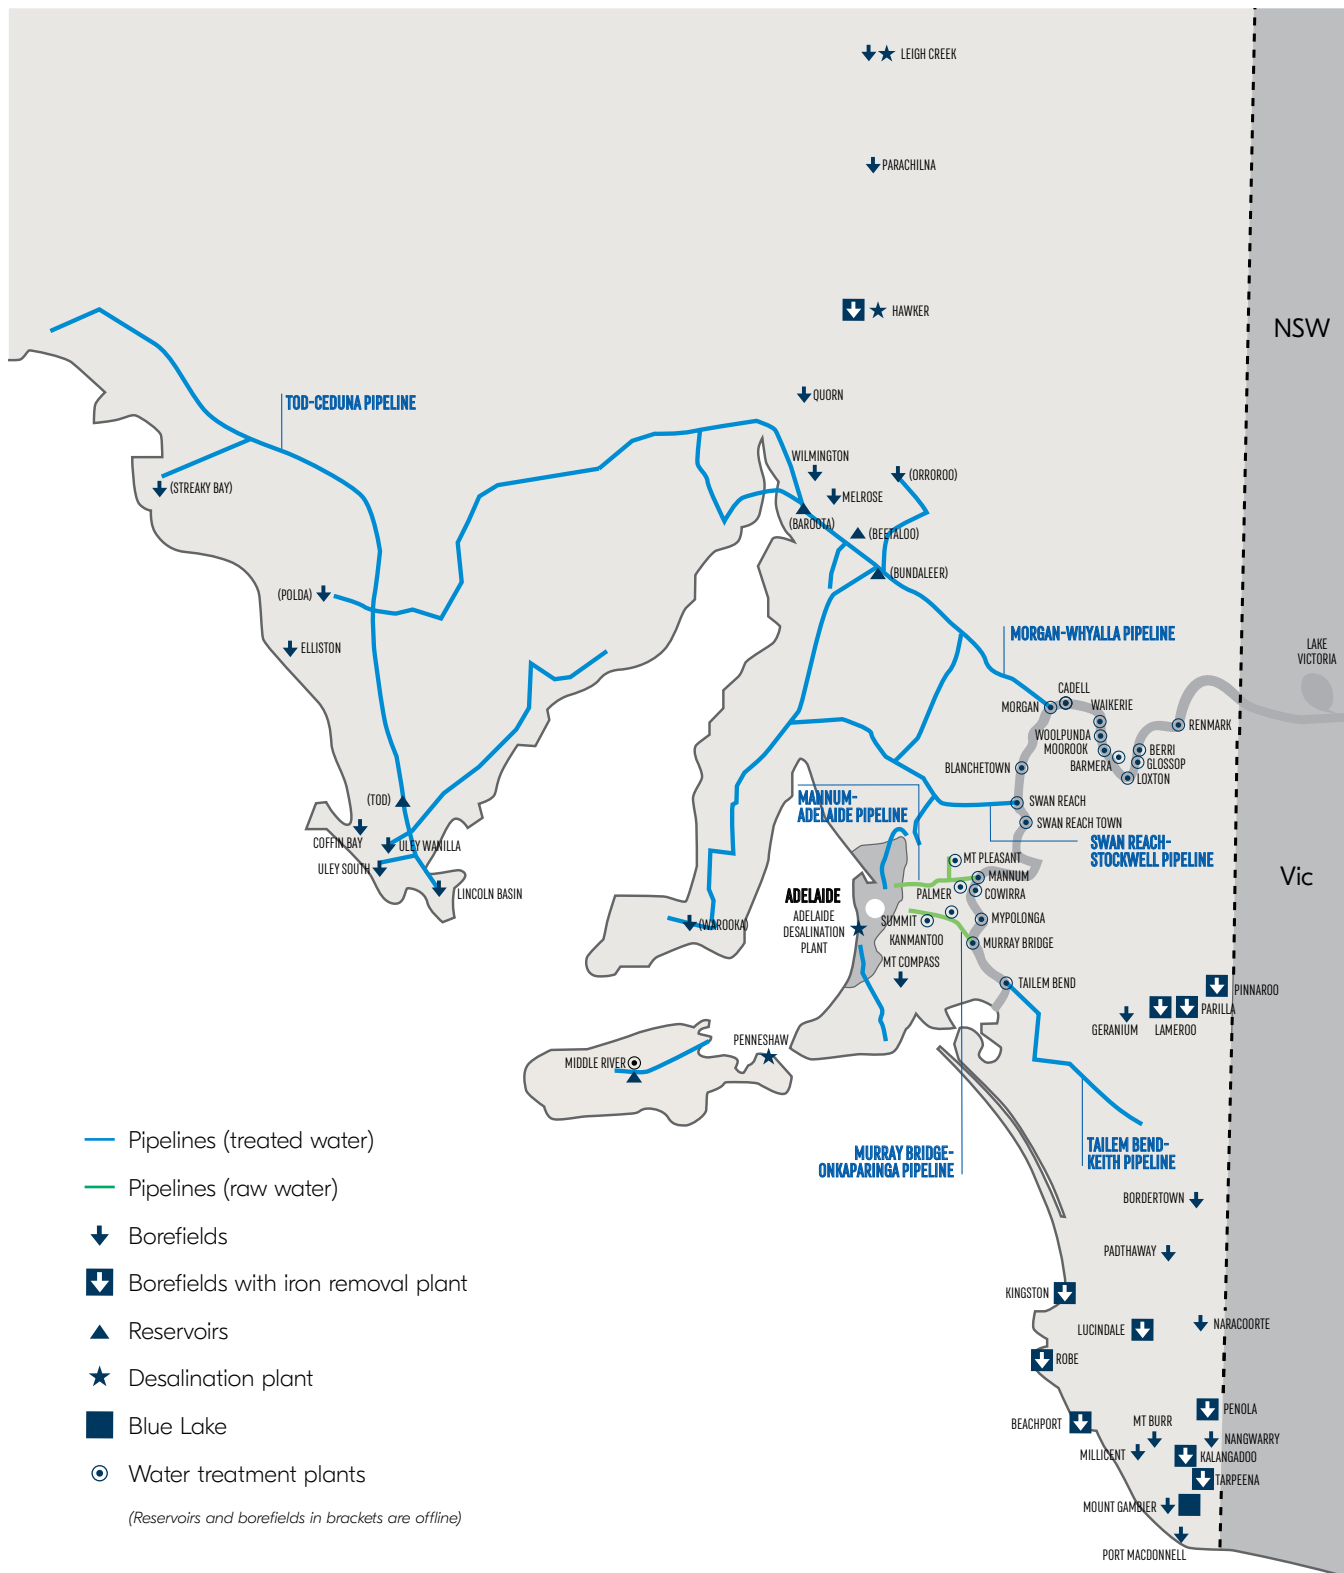 LEIGH CREEK
PARACHILNA
HAWKER
NSW
QUORN
TOD-CEDUNA PIPELINE
WILMINGTON
(ORROROO)
(STREAKY BAY)
MELROSE
(BAROOTA)
(BEETALOO)
(BUNDALEER)
(POLDA)
ELLISTON
MORGAN-WHYALLA PIPELINE
LAKE
VICTORIA
CADELL
MORGAN
WAIKERIE
RENMARK
WOOLPUNDA
MOOROOK
BERRI
BARMERA
GLOSSOP
LOXTON
BLANCHETOWN
(TOD)
MANNUM-
ADELAIDE PIPELINE
SWAN REACH
SWAN REACH TOWN
COFFIN BAY
ULEY WANILLA
SWAN REACH-
STOCKWELL PIPELINE
ULEY SOUTH
MT PLEASANT
MANNUM
LINCOLN BASIN
PALMER
COWIRRA
Vic
ADELAIDE
ADELAIDE
DESALINATION
PLANT
(WAROOKA)
SUMMIT
MYPOLONGA
KANMANTOO
MURRAY BRIDGE
MT COMPASS
TAILEM BEND
PINNAROO
PARILLA
GERANIUM
LAMEROO
PENNESHAW
MIDDLE RIVER
MURRAY BRIDGE-
ONKAPARINGA PIPELINE
TAILEM BEND-
KEITH PIPELINE
BORDERTOWN
PADTHAWAY
KINGSTON
LUCINDALE
NARACOORTE
ROBE
BEACHPORT
PENOLA
MT BURR
NANGWARRY
MILLICENT
KALANGADOO
TARPEENA
MOUNT GAMBIER
PORT MACDONNELL
Pipelines (treated water)
Pipelines (raw water)
Borefields
Borefields with iron removal plant
Reservoirs
Desalination plant
Blue Lake
Water treatment plants
(Reservoirs and borefields in brackets are offline)